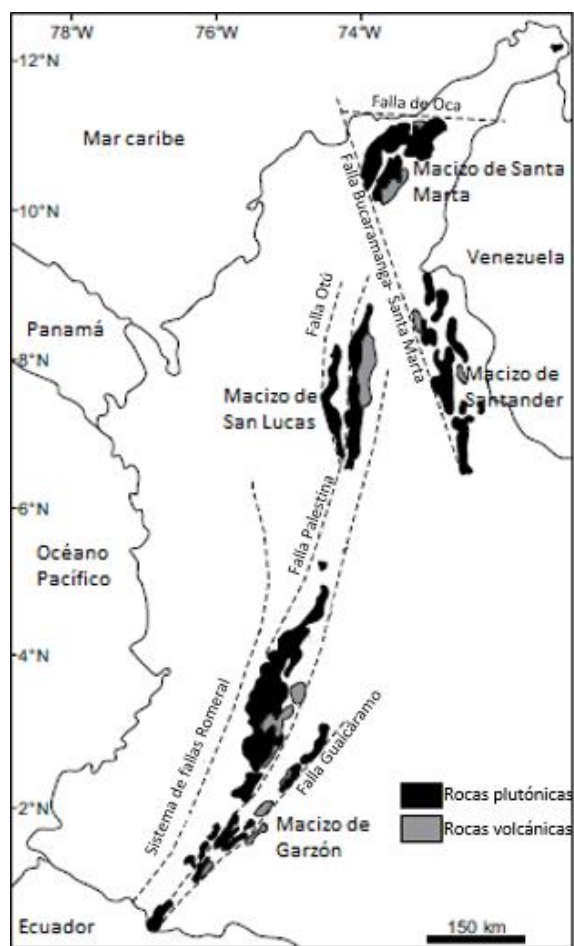 78°W
76°W
74°W
12°N
10°N
8°N
6°N
4°N
2°N
Mar caribe
Falla de Oca
Macizo de Santa
Marta
Falla Bucaramanga- Santa Marta
Venezuela
Panamá
Falla Otú
Macizo de
San Lucas
Macizo de
Santander
Océano
Pacífico
Falla Palestina
Sistema de fallas Romeral
Falla Gualcáramo
Macizo de
Garzón
Rocas plutónicas
Rocas volcánicas
Ecuador
150 km